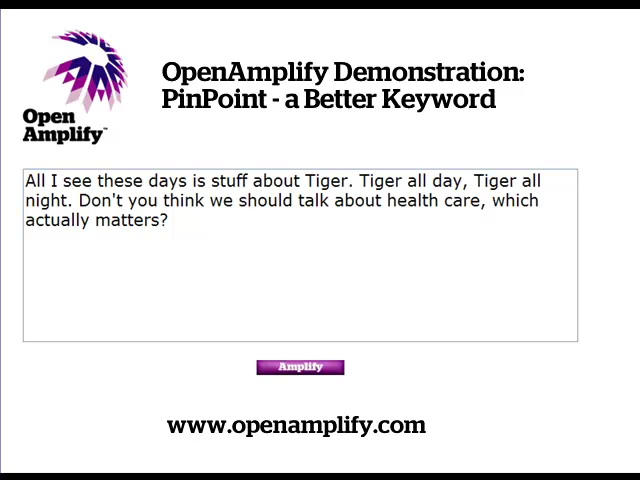 Open
Amplify™
OpenAmplify Demonstration:
PinPoint - a Better Keyword
All I see these days is stuff about Tiger. Tiger all day, Tiger all
night. Don't you think we should talk about health care, which
actually matters?
Amplify
www.openamplify.com